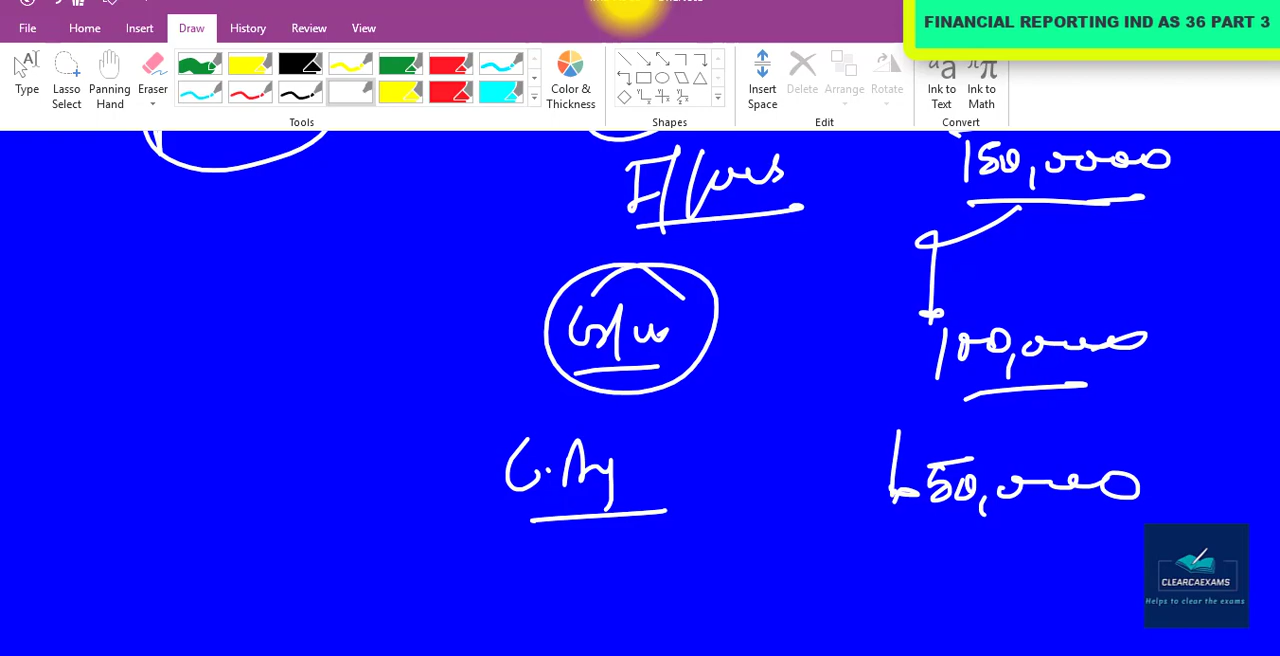 FINANCIAL REPORTING IND AS 36 PART 3
File Home Insert Draw History Review View
Type Lasso Select Panning Hand Eraser Color & Thickness Insert Space Delete Arrange Rotate Ink to Text Ink to Math
Tools Shapes Edit Convert
150,0000
100,000
50,000
CLEARCAEXAMS
Helps to clear the exams